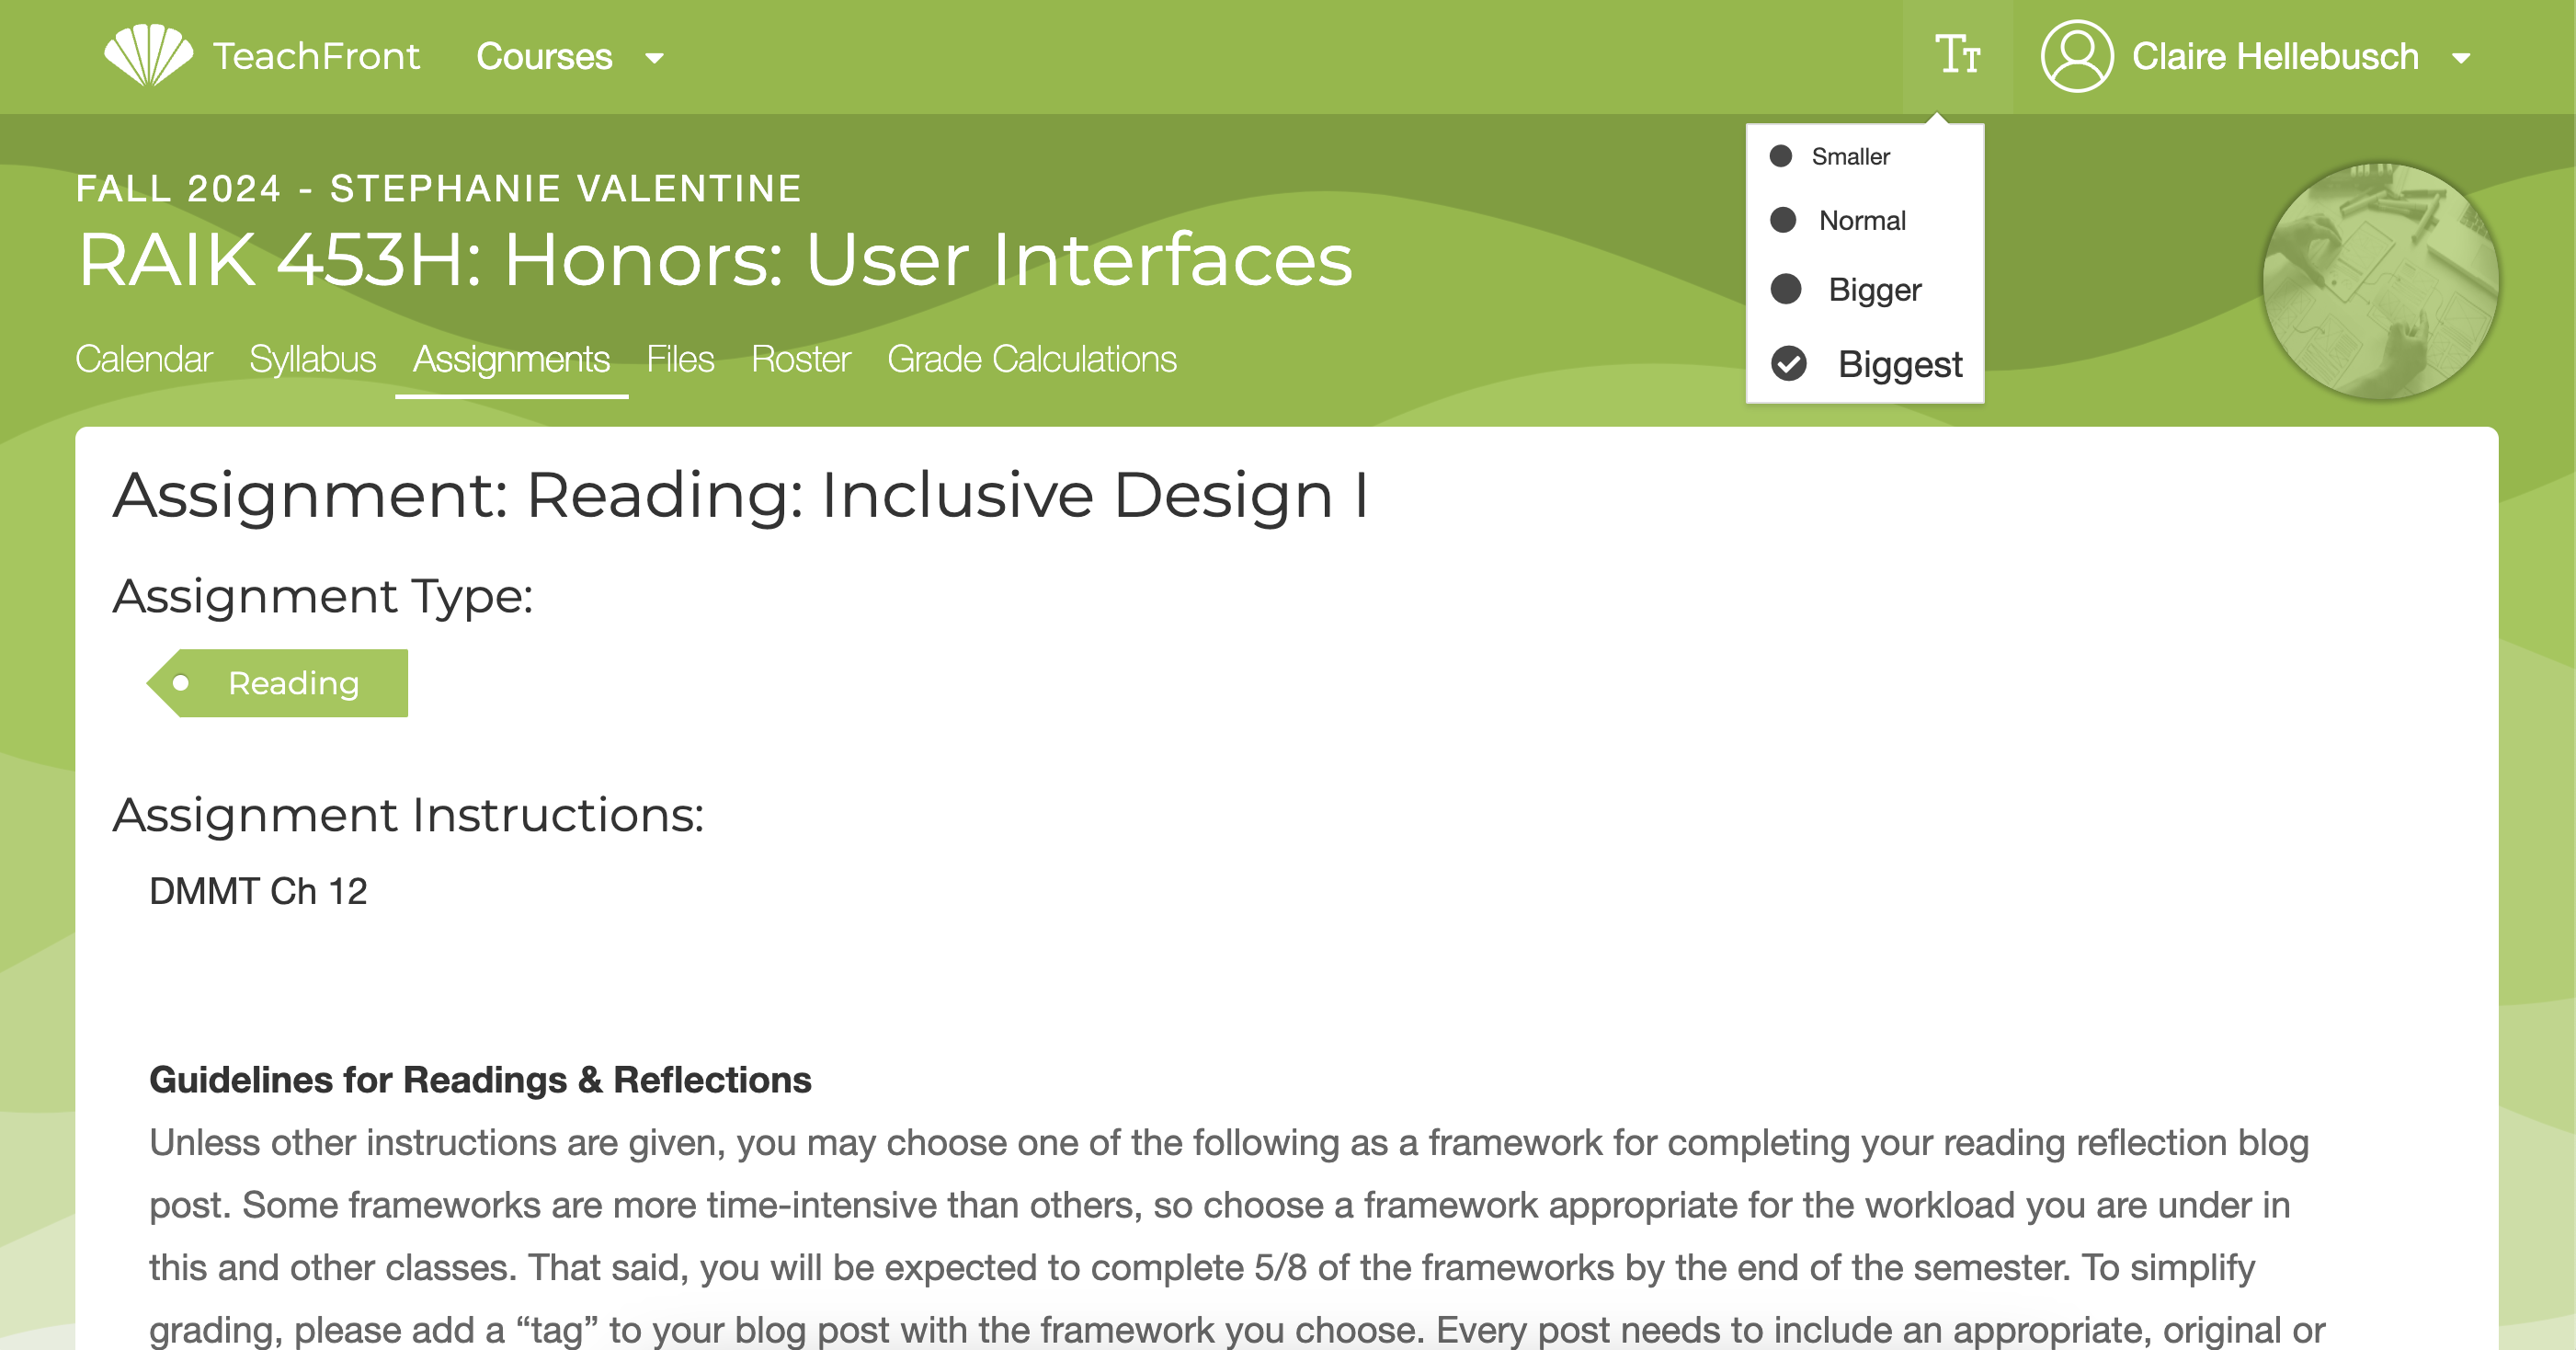 TeachFront Courses
Tt Claire Hellebusch
Smaller
Normal
Bigger
Biggest
FALL 2024 - STEPHANIE VALENTINE
RAIK 453H: Honors: User Interfaces
Calendar Syllabus Assignments Files Roster Grade Calculations
Assignment: Reading: Inclusive Design I
Assignment Type:
Reading
Assignment Instructions:
DMMT Ch 12
Guidelines for Readings & Reflections
Unless other instructions are given, you may choose one of the following as a framework for completing your reading reflection blog
post. Some frameworks are more time-intensive than others, so choose a framework appropriate for the workload you are under in
this and other classes. That said, you will be expected to complete 5/8 of the frameworks by the end of the semester. To simplify
grading, please add a “tag” to your blog post with the framework you choose. Every post needs to include an appropriate, original or